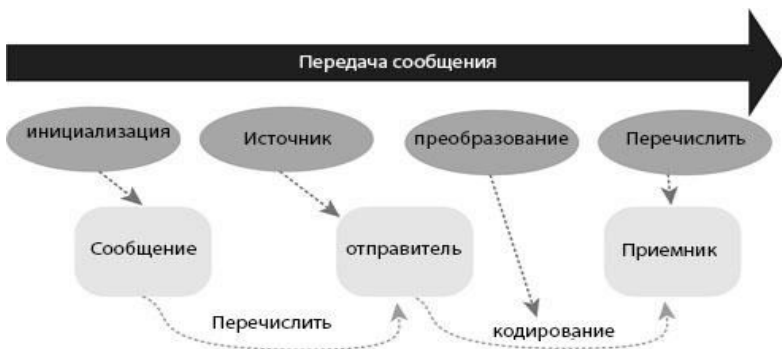 Передача сообщения
инициализация
Источник
преобразование
Перечислить
Сообщение
отправитель
Приемник
Перечислить
кодирование